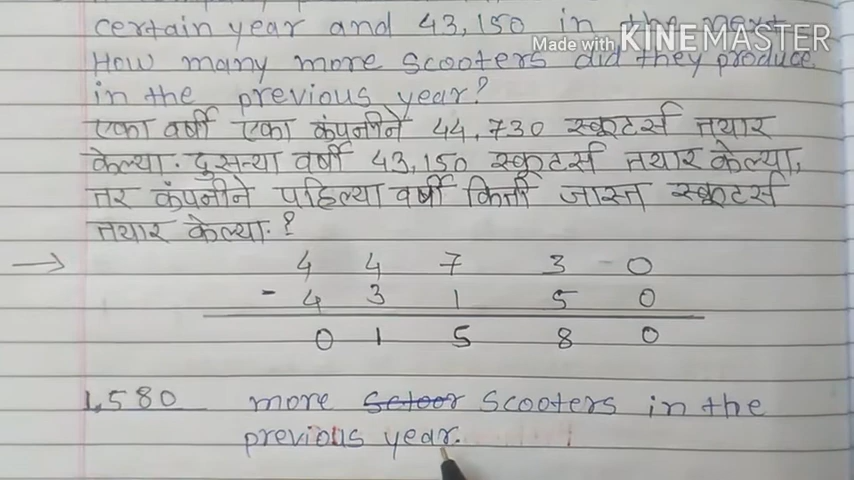 certain year and 43,150 in the next
Made with KINEMASTER
How many more scooters did they produce
in the previous year?
एका वर्षी एका कंपनीने 44,730 स्कूटर्स तयार
केल्या. दुसऱ्या वर्षी 43,150 स्कूटर्स तयार केल्या,
तर कंपनीने पहिल्या वर्षी किती जास्त स्कूटर्स
तयार केल्या.?
→ 4 4 7 3 0
- 4 3 1 5 0
0 1 5 8 0
1,580 more scooters in the
previous year.